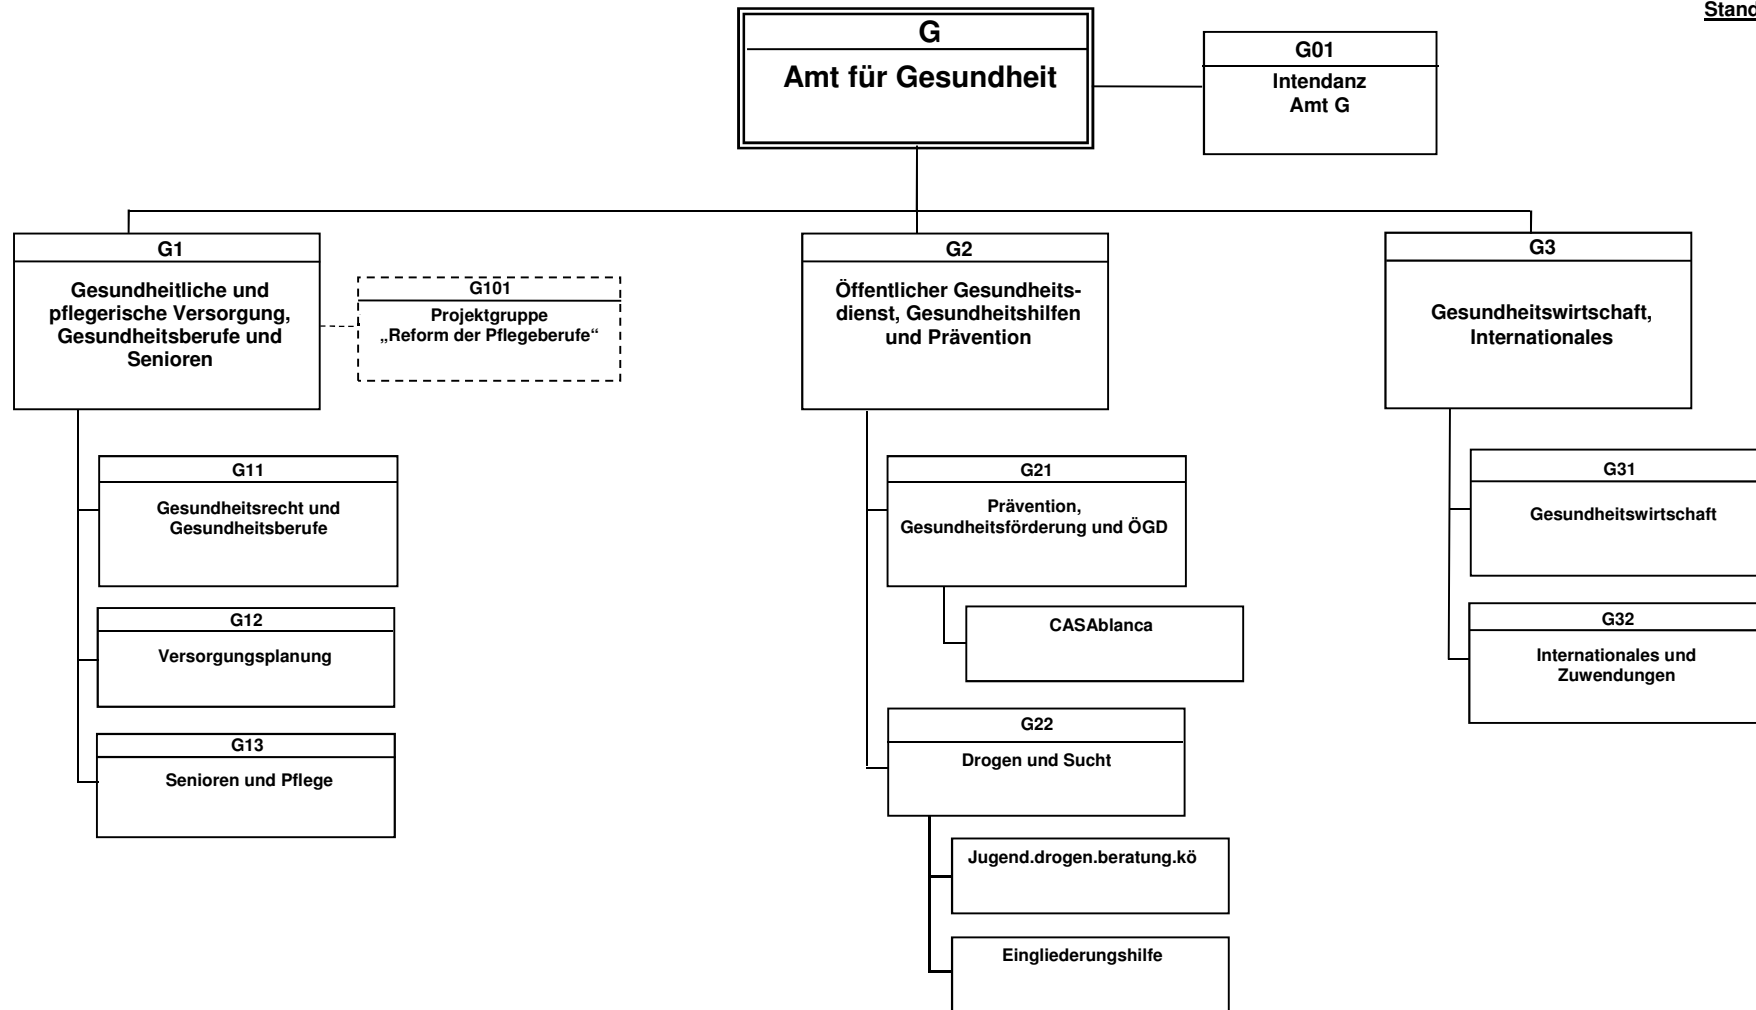 Stand
G
Amt für Gesundheit
G01
Intendanz
Amt G
G1
Gesundheitliche und
pflegerische Versorgung,
Gesundheitsberufe und
Senioren
G101
Projektgruppe
„Reform der Pflegeberufe“
G2
Öffentlicher Gesundheits-
dienst, Gesundheitshilfen
und Prävention
G3
Gesundheitswirtschaft,
Internationales
G11
Gesundheitsrecht und
Gesundheitsberufe
G12
Versorgungsplanung
G13
Senioren und Pflege
G21
Prävention,
Gesundheitsförderung und ÖGD
CASAblanca
G22
Drogen und Sucht
Jugend.drogen.beratung.kö
Eingliederungshilfe
G31
Gesundheitswirtschaft
G32
Internationales und
Zuwendungen